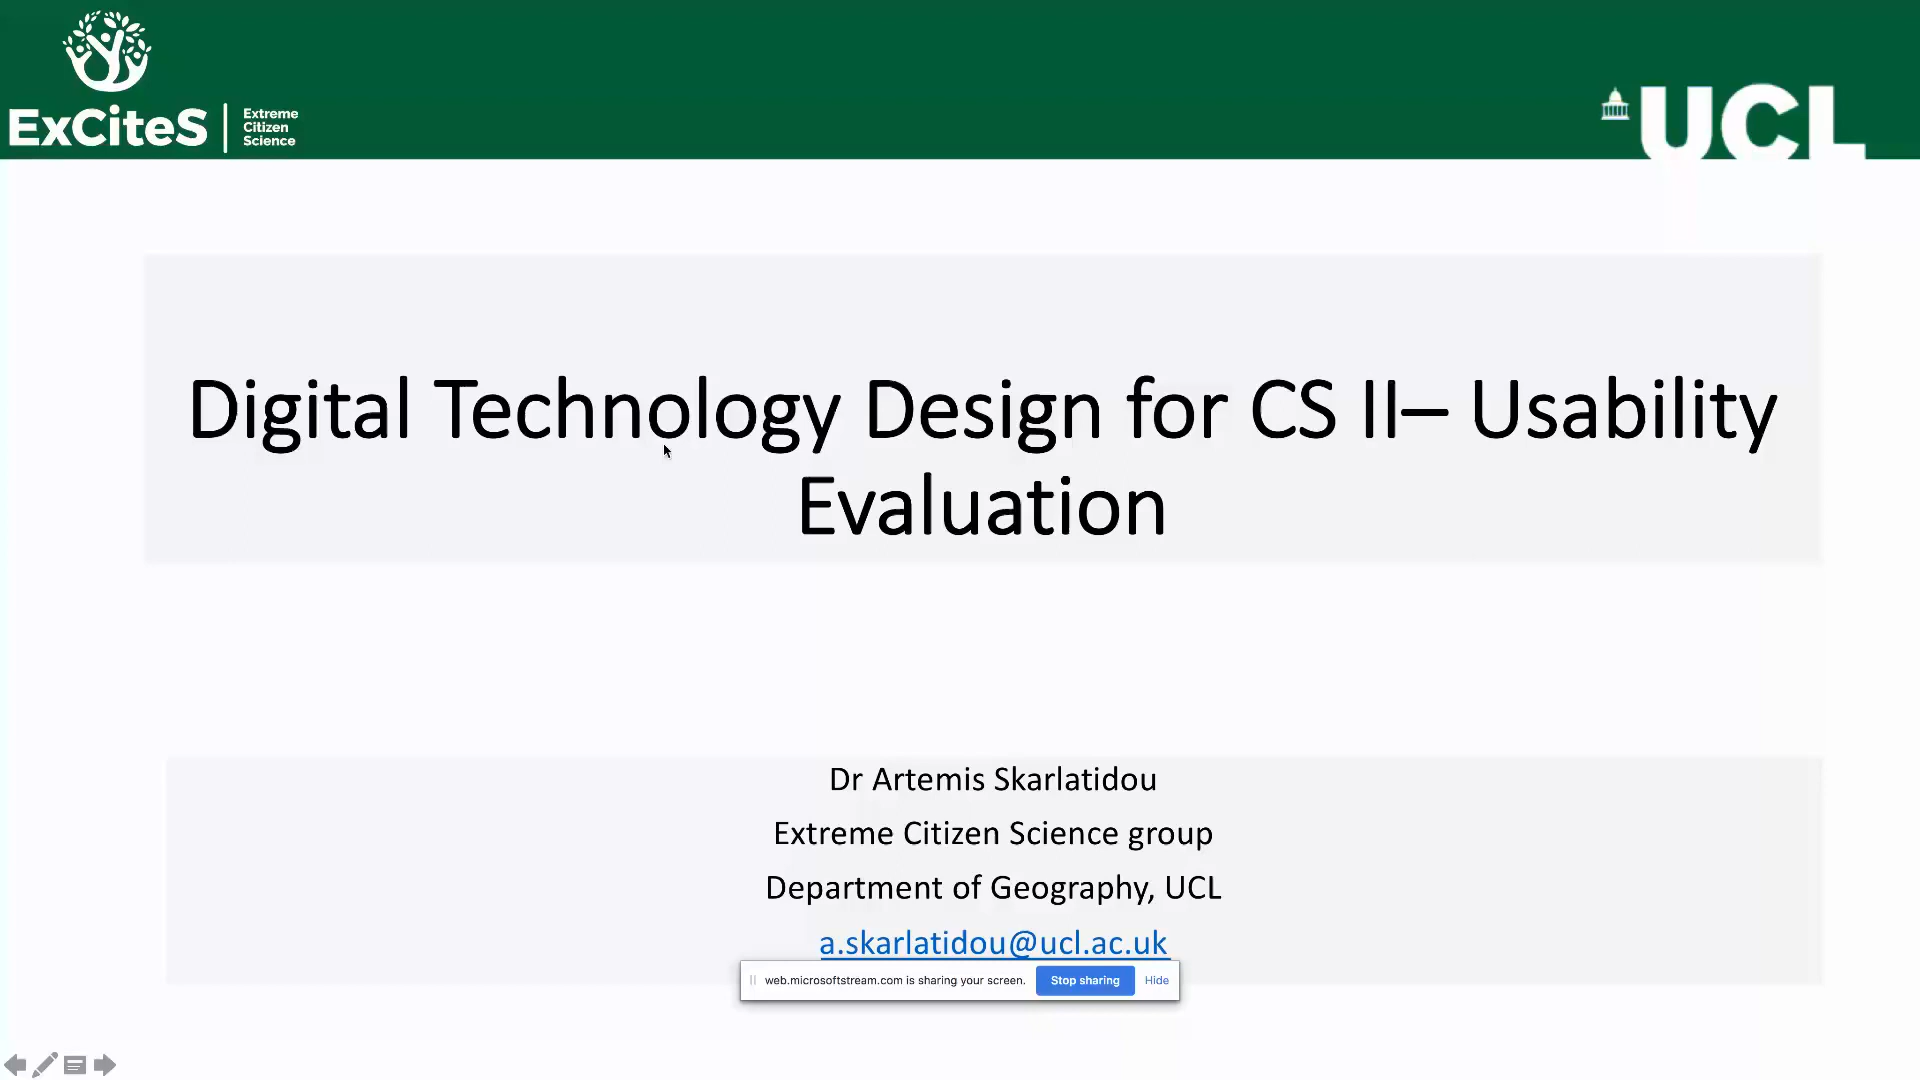 ExCiteS
Extreme
Citizen
Science
UCL
Digital Technology Design for CS II– Usability
Evaluation
Dr Artemis Skarlatidou
Extreme Citizen Science group
Department of Geography, UCL
a.skarlatidou@ucl.ac.uk
web.microsoftstream.com is sharing your screen. Stop sharing Hide